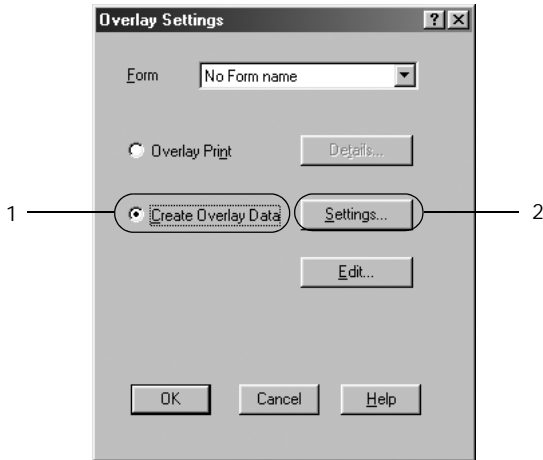 Overlay Settings
Form No Form name
Overlay Print Details...
1 Create Overlay Data Settings... 2
Edit...
OK Cancel Help